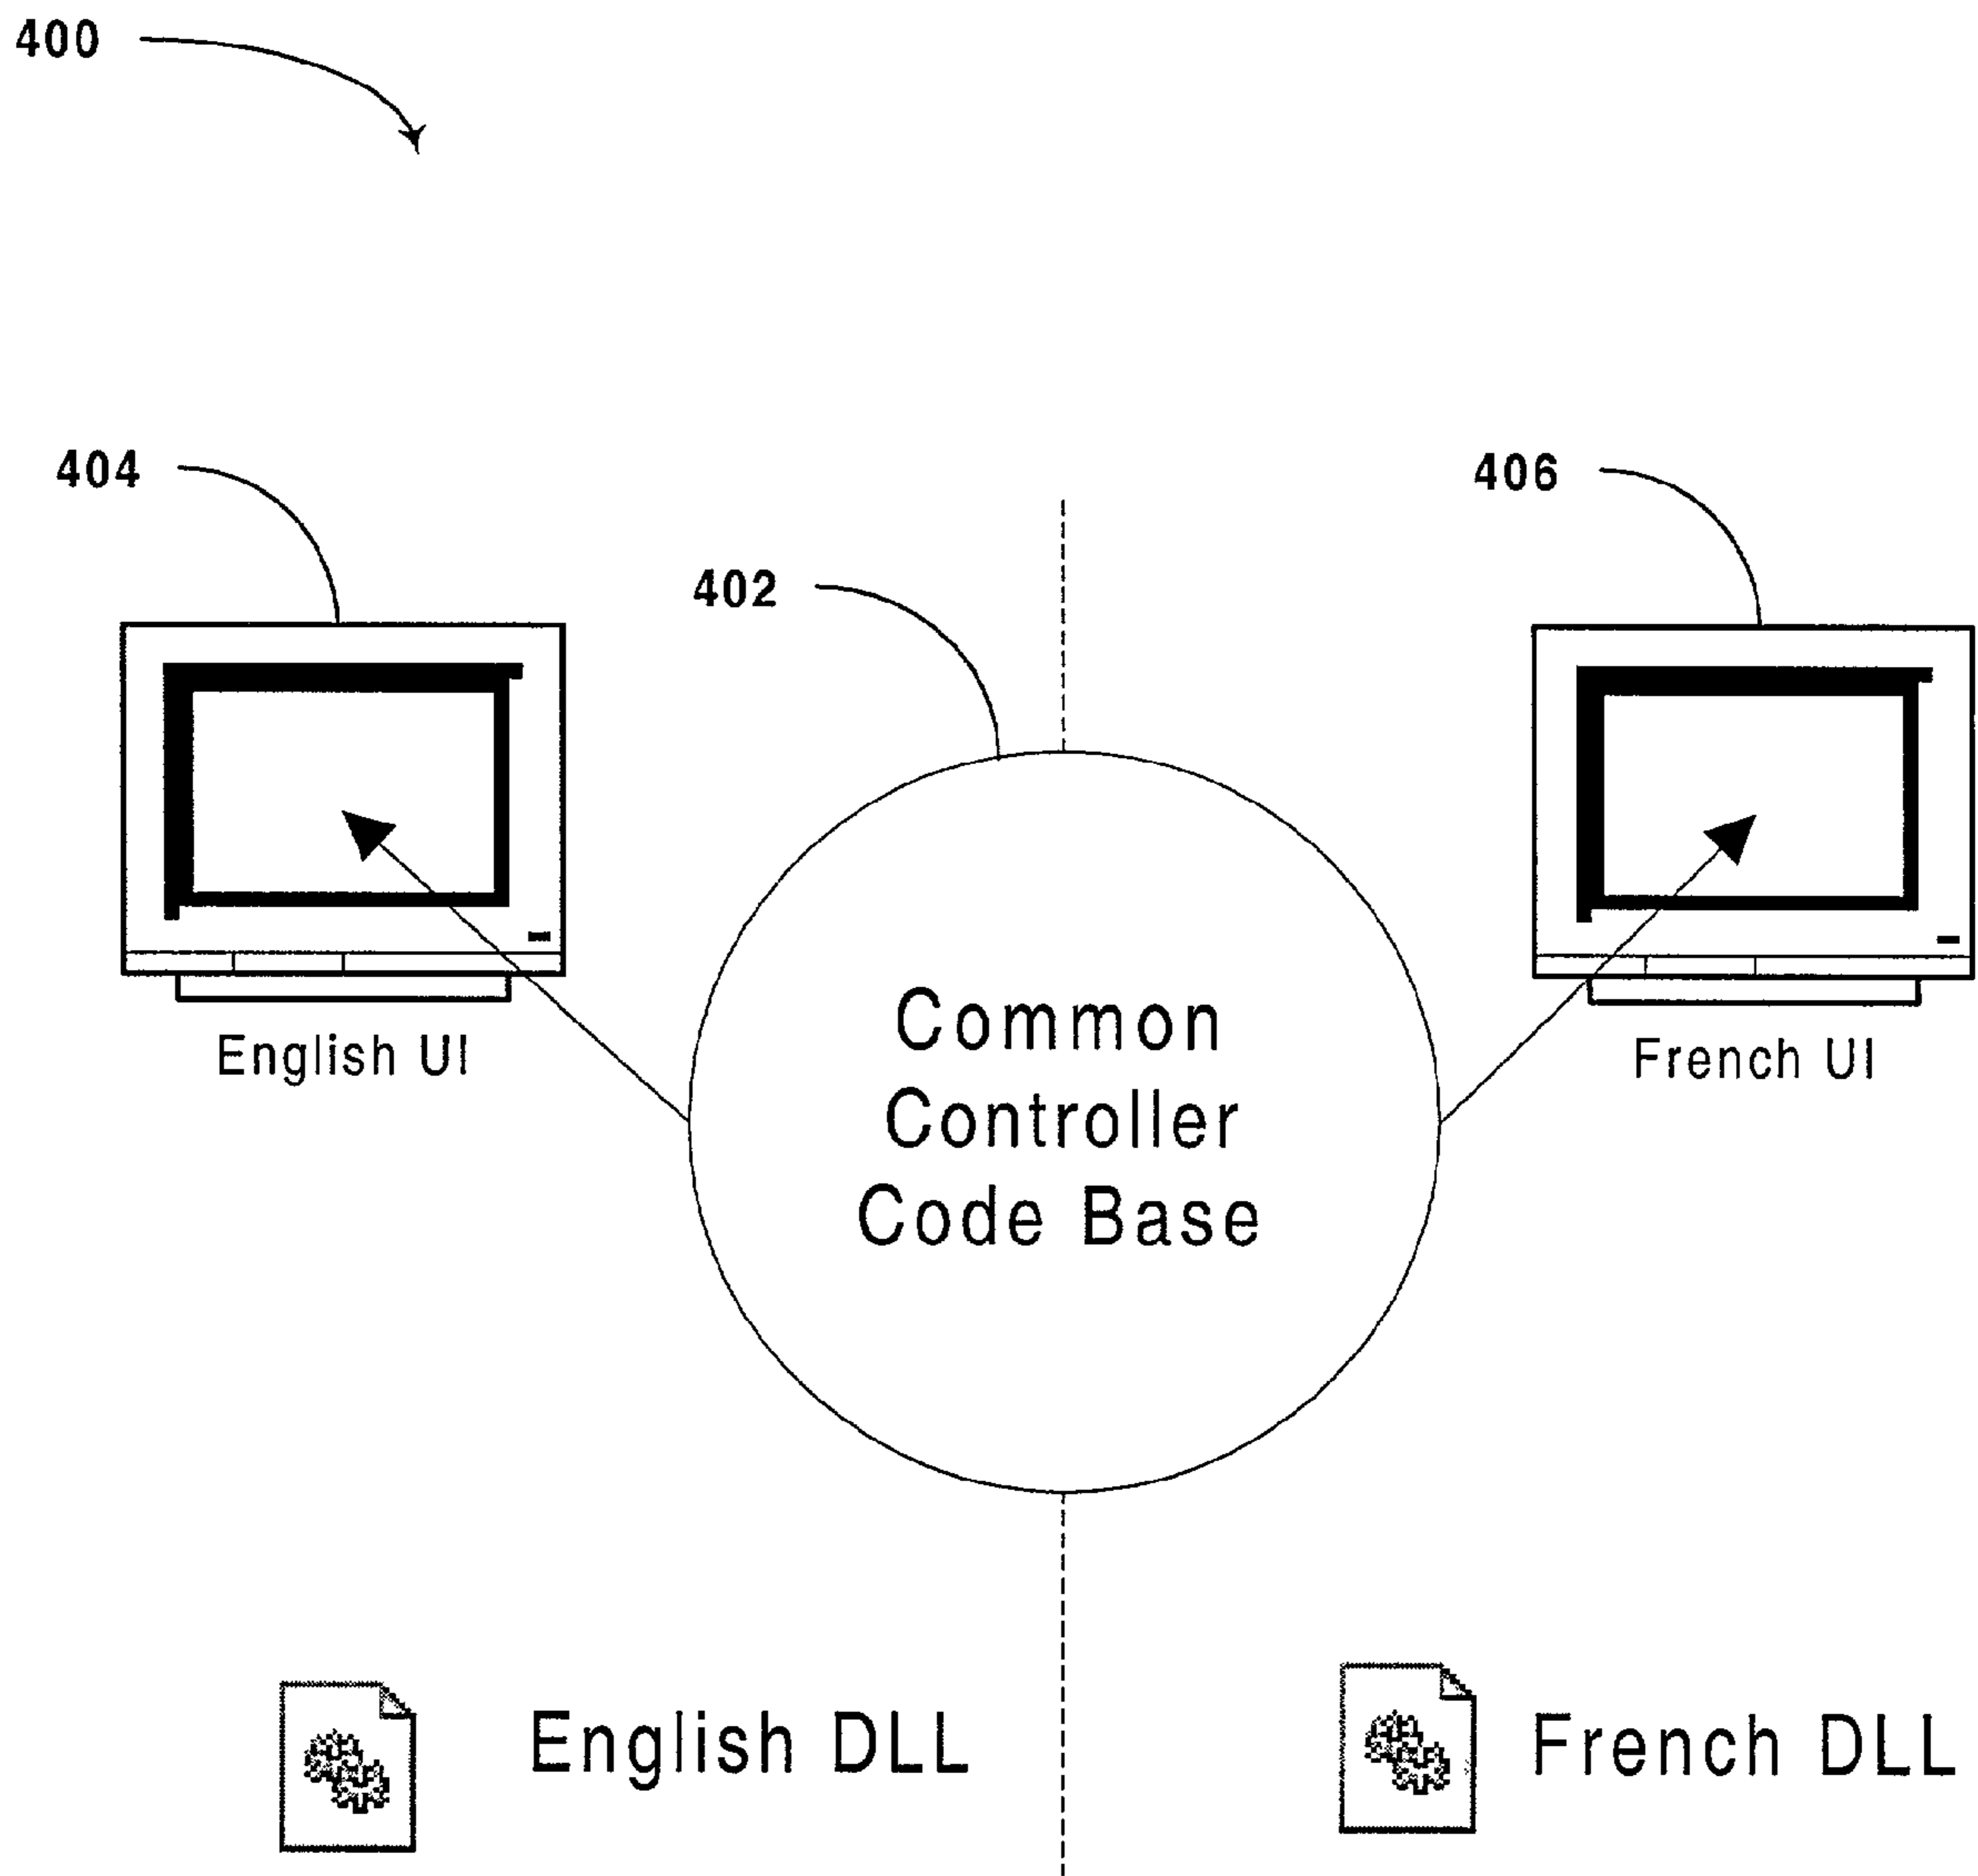 400
404
406
402
English UI
French UI
Common
Controller
Code Base
English DLL
French DLL